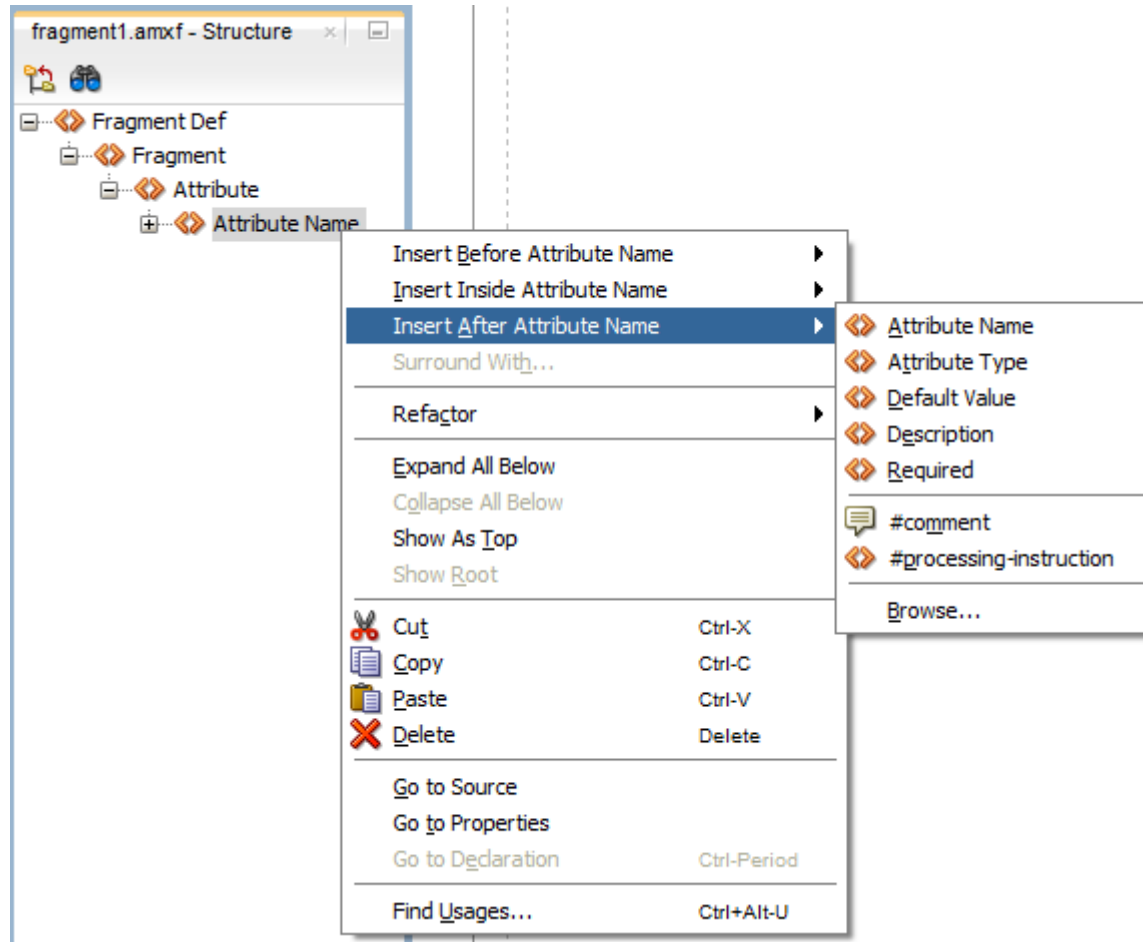 fragment1.amxf - Structure
Fragment Def
Fragment
Attribute
Attribute Name
Insert Before Attribute Name
Insert Inside Attribute Name
Insert After Attribute Name
Surround With...
Refactor
Expand All Below
Collapse All Below
Show As Top
Show Root
Cut Ctrl-X
Copy Ctrl-C
Paste Ctrl-V
Delete Delete
Go to Source
Go to Properties
Go to Declaration Ctrl-Period
Find Usages... Ctrl+Alt-U
Attribute Name
Attribute Type
Default Value
Description
Required
#comment
#processing-instruction
Browse...